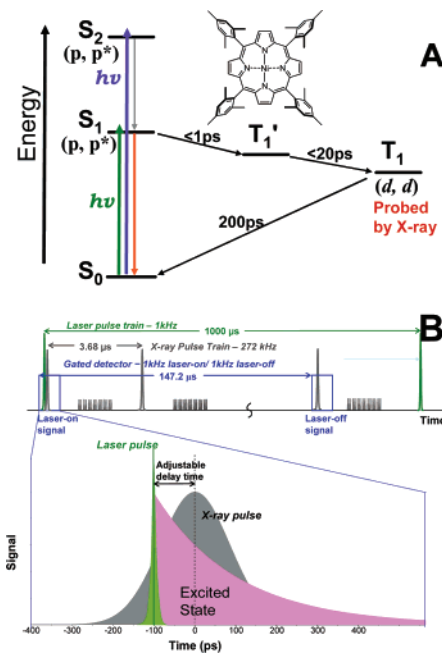 A
Energy
S2
(p, p*)
hν
S1
(p, p*)
hν
<1ps
T1'
<20ps
T1
(d, d)
Probed
by X-ray
200ps
S0
N
N
Ni
N
N
B
Laser pulse train – 1kHz
1000 µs
3.68 µs
X-ray Pulse Train – 272 kHz
Gated detector – 1kHz laser-on/ 1kHz laser-off
147.2 µs
Laser-on
signal
Laser-off
signal
Time
Laser pulse
Adjustable
delay time
X-ray pulse
Signal
Excited
State
-400 -300 -200 -100 0 100 200 400
Time (ps)